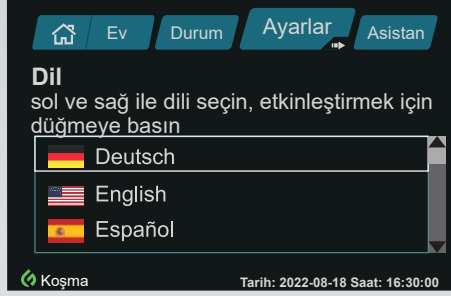 Ev
Durum
Ayarlar
Asistan
Dil
sol ve sağ ile dili seçin, etkinleştirmek için
düğmeye basın
Deutsch
English
Español
Koşma
Tarih: 2022-08-18 Saat: 16:30:00